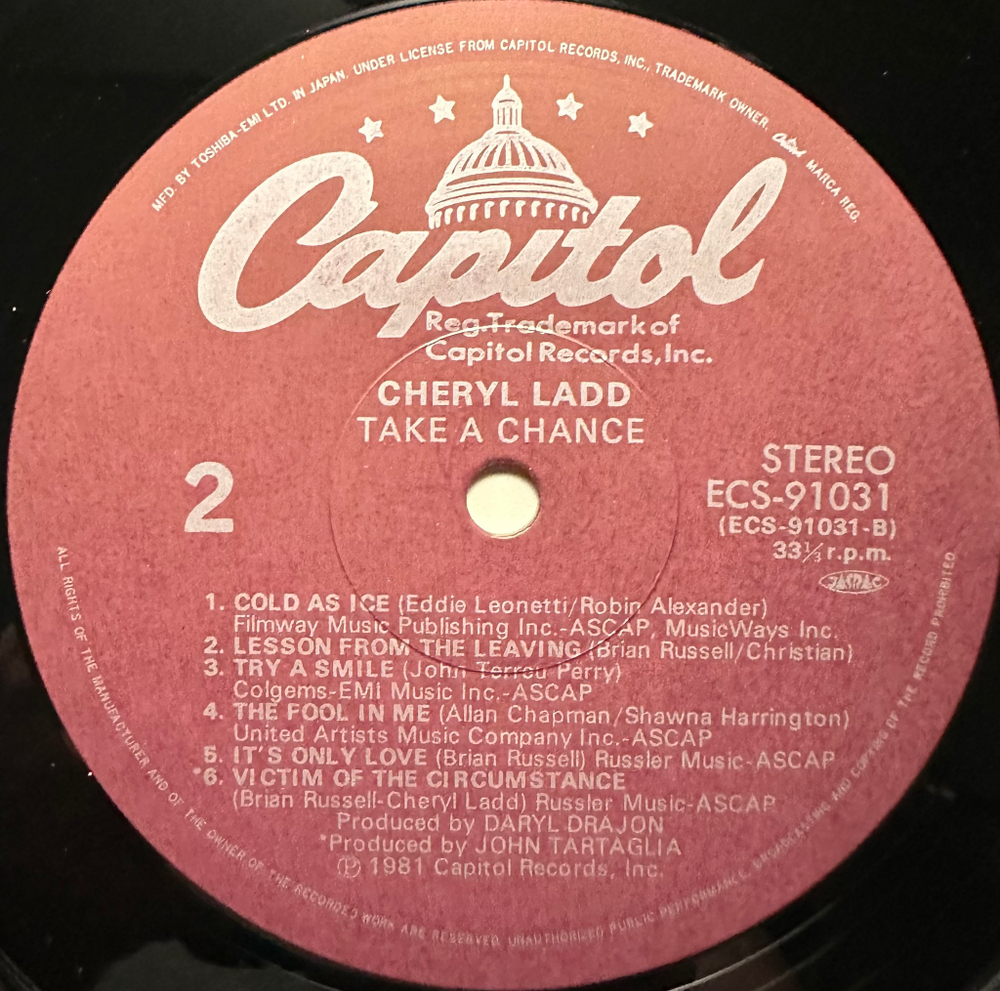 MFD. BY TOSHIBA-EMI LTD. IN JAPAN. UNDER LICENSE FROM CAPITOL RECORDS, INC., TRADEMARK OWNER. Capitol MARCA REG.
Capitol
Reg. Trademark of
Capitol Records, Inc.
CHERYL LADD
TAKE A CHANCE
2
STEREO
ECS-91031
(ECS-91031-B)
33 1/3 r.p.m.
JASRAC
1. COLD AS ICE (Eddie Leonetti/Robin Alexander)
Filmway Music Publishing Inc.-ASCAP, MusicWays Inc.
2. LESSON FROM THE LEAVING (Brian Russell/Christian)
3. TRY A SMILE (John Terrou Perry)
Colgems-EMI Music Inc.-ASCAP
4. THE FOOL IN ME (Allan Chapman/Shawna Harrington)
United Artists Music Company Inc.-ASCAP
5. IT'S ONLY LOVE (Brian Russell) Russler Music-ASCAP
*6. VICTIM OF THE CIRCUMSTANCE
(Brian Russell-Cheryl Ladd) Russler Music-ASCAP
Produced by DARYL DRAJON
*Produced by JOHN TARTAGLIA
℗ 1981 Capitol Records, Inc.
ALL RIGHTS OF THE MANUFACTURER AND OF THE OWNER OF THE RECORDED WORK ARE RESERVED. UNAUTHORIZED PUBLIC PERFORMANCE, BROADCASTING AND COPYING OF THE RECORD PROHIBITED